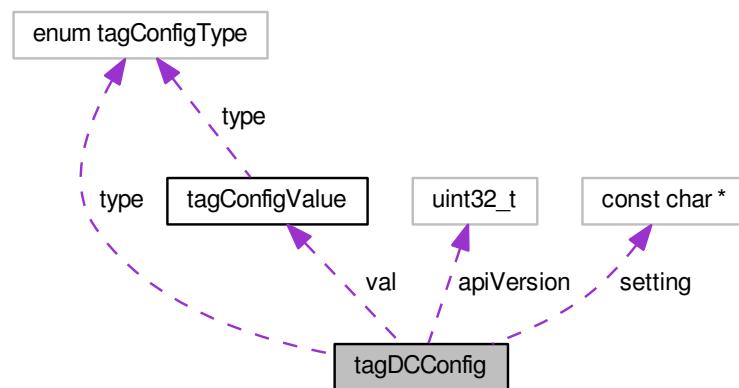 enum tagConfigType
type
tagConfigValue
uint32_t
const char *
type
val
apiVersion
setting
tagDCConfig